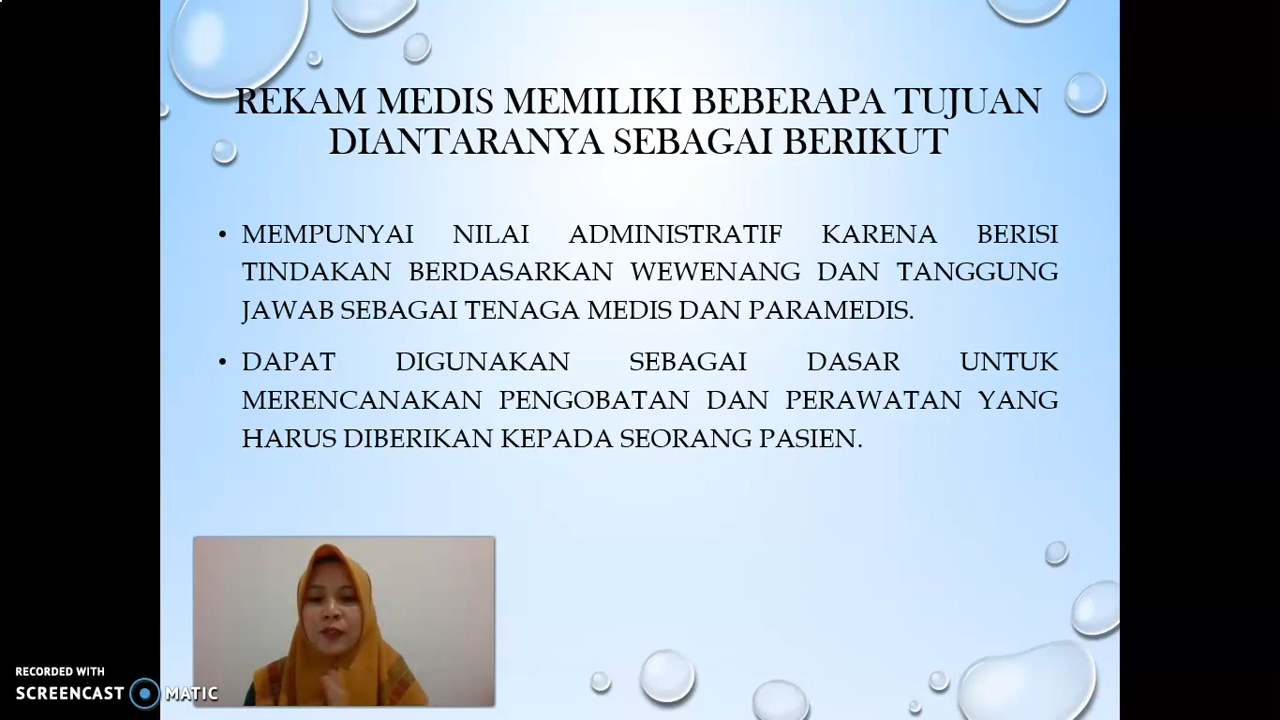 REKAM MEDIS MEMILIKI BEBERAPA TUJUAN
DIANTARANYA SEBAGAI BERIKUT
• MEMPUNYAI NILAI ADMINISTRATIF KARENA BERISI
TINDAKAN BERDASARKAN WEWENANG DAN TANGGUNG
JAWAB SEBAGAI TENAGA MEDIS DAN PARAMEDIS.
• DAPAT DIGUNAKAN SEBAGAI DASAR UNTUK
MERENCANAKAN PENGOBATAN DAN PERAWATAN YANG
HARUS DIBERIKAN KEPADA SEORANG PASIEN.
RECORDED WITH
SCREENCAST MATIC